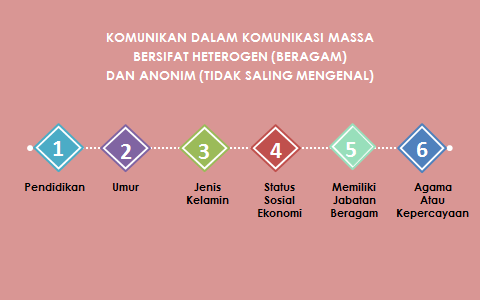 KOMUNIKAN DALAM KOMUNIKASI MASSA
BERSIFAT HETEROGEN (BERAGAM)
DAN ANONIM (TIDAK SALING MENGENAL)
1
2
3
4
5
6
Pendidikan
Umur
Jenis
Kelamin
Status
Sosial
Ekonomi
Memiliki
Jabatan
Beragam
Agama
Atau
Kepercayaan